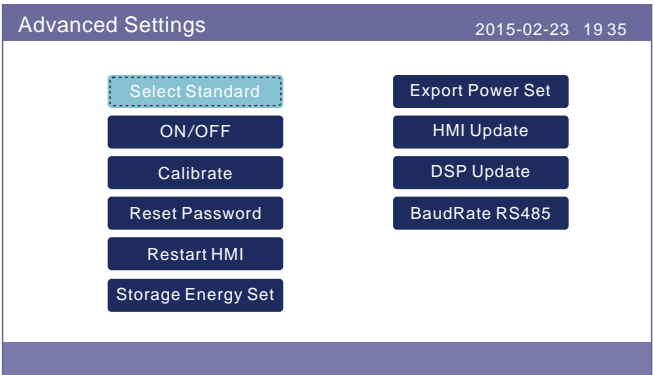 Advanced Settings 2015-02-23 19 35
Select Standard
ON/OFF
Calibrate
Reset Password
Restart HMI
Storage Energy Set
Export Power Set
HMI Update
DSP Update
BaudRate RS485